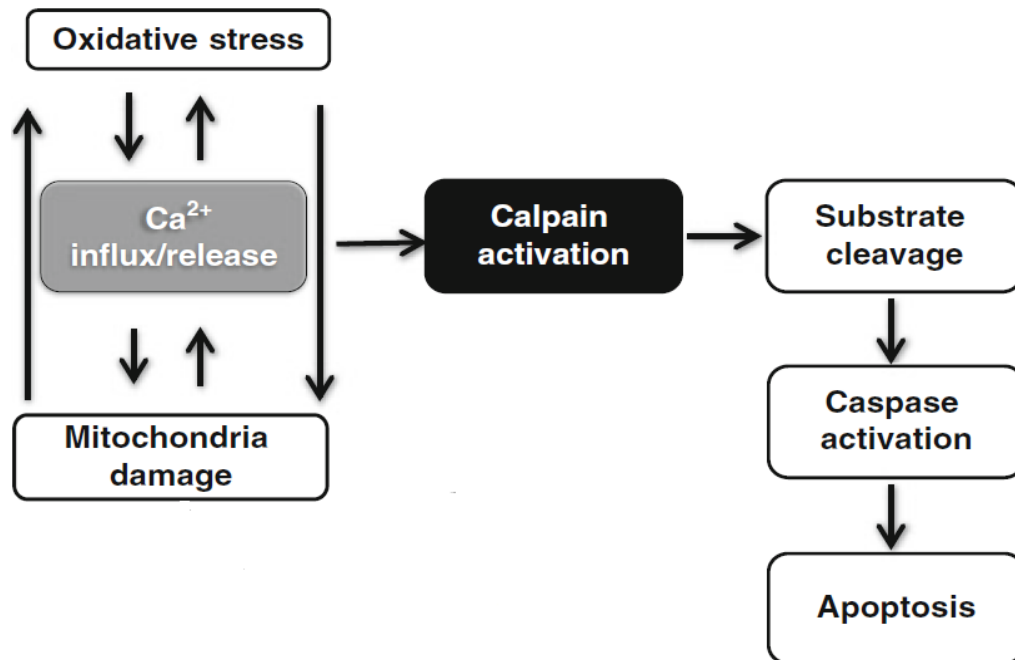 Oxidative stress
Ca²⁺
influx/release
Calpain
activation
Substrate
cleavage
Mitochondria
damage
Caspase
activation
Apoptosis